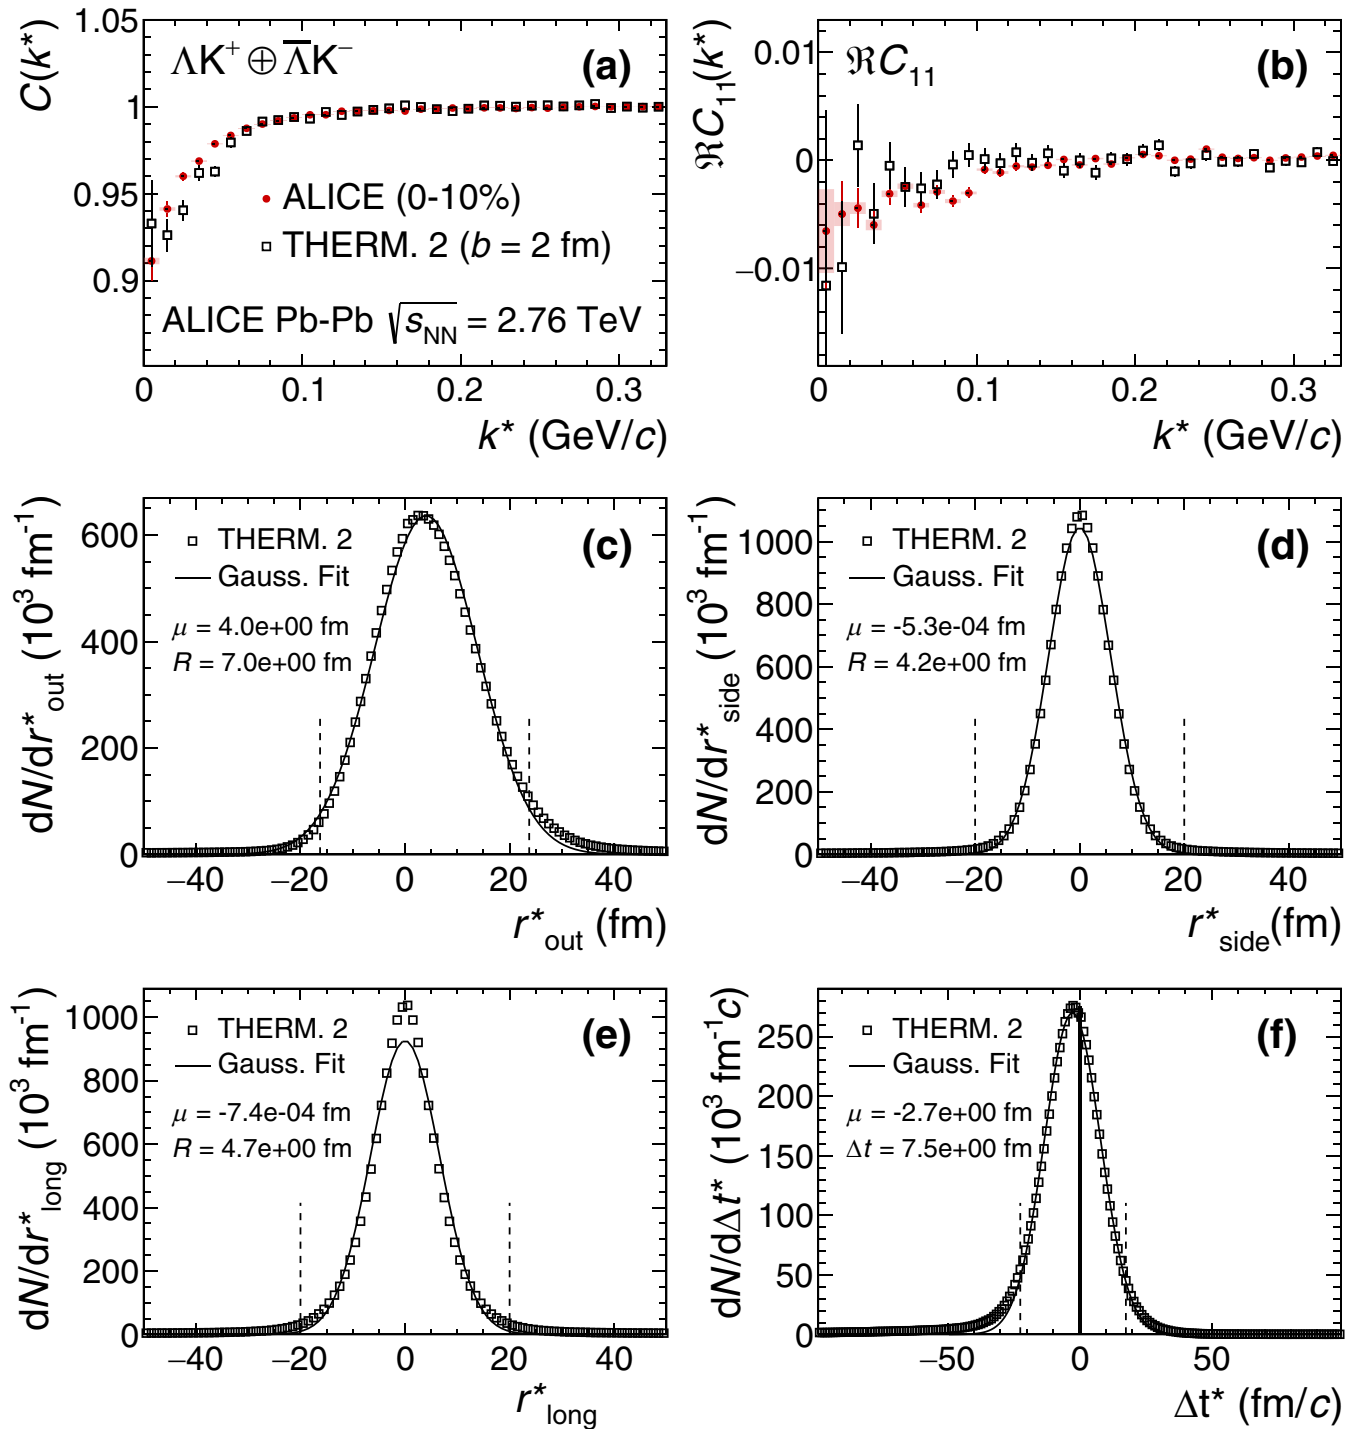 C(k*)
1.05
1
0.95
0.9
ΛK⁺ ⊕ Λ̅K⁻
(a)
ALICE (0-10%)
THERM. 2 (b = 2 fm)
ALICE Pb-Pb √sNN = 2.76 TeV
0 0.1 0.2 0.3
k* (GeV/c)
ℜC₁₁(k*)
0.01
0
−0.01
ℜC₁₁
(b)
0 0.1 0.2 0.3
k* (GeV/c)
dN/dr*out (10³ fm⁻¹)
600
400
200
0
THERM. 2
(c)
Gauss. Fit
μ = 4.0e+00 fm
R = 7.0e+00 fm
−40 −20 0 20 40
r*out (fm)
dN/dr*side (10³ fm⁻¹)
1000
800
600
400
200
0
THERM. 2
(d)
Gauss. Fit
μ = -5.3e-04 fm
R = 4.2e+00 fm
−40 −20 0 20 40
r*side(fm)
dN/dr*long (10³ fm⁻¹)
1000
800
600
400
200
0
THERM. 2
(e)
Gauss. Fit
μ = -7.4e-04 fm
R = 4.7e+00 fm
−40 −20 0 20 40
r*long
dN/dΔt* (10³ fm⁻¹c)
250
200
150
100
50
0
THERM. 2
(f)
Gauss. Fit
μ = -2.7e+00 fm
Δt = 7.5e+00 fm
−50 0 50
Δt* (fm/c)